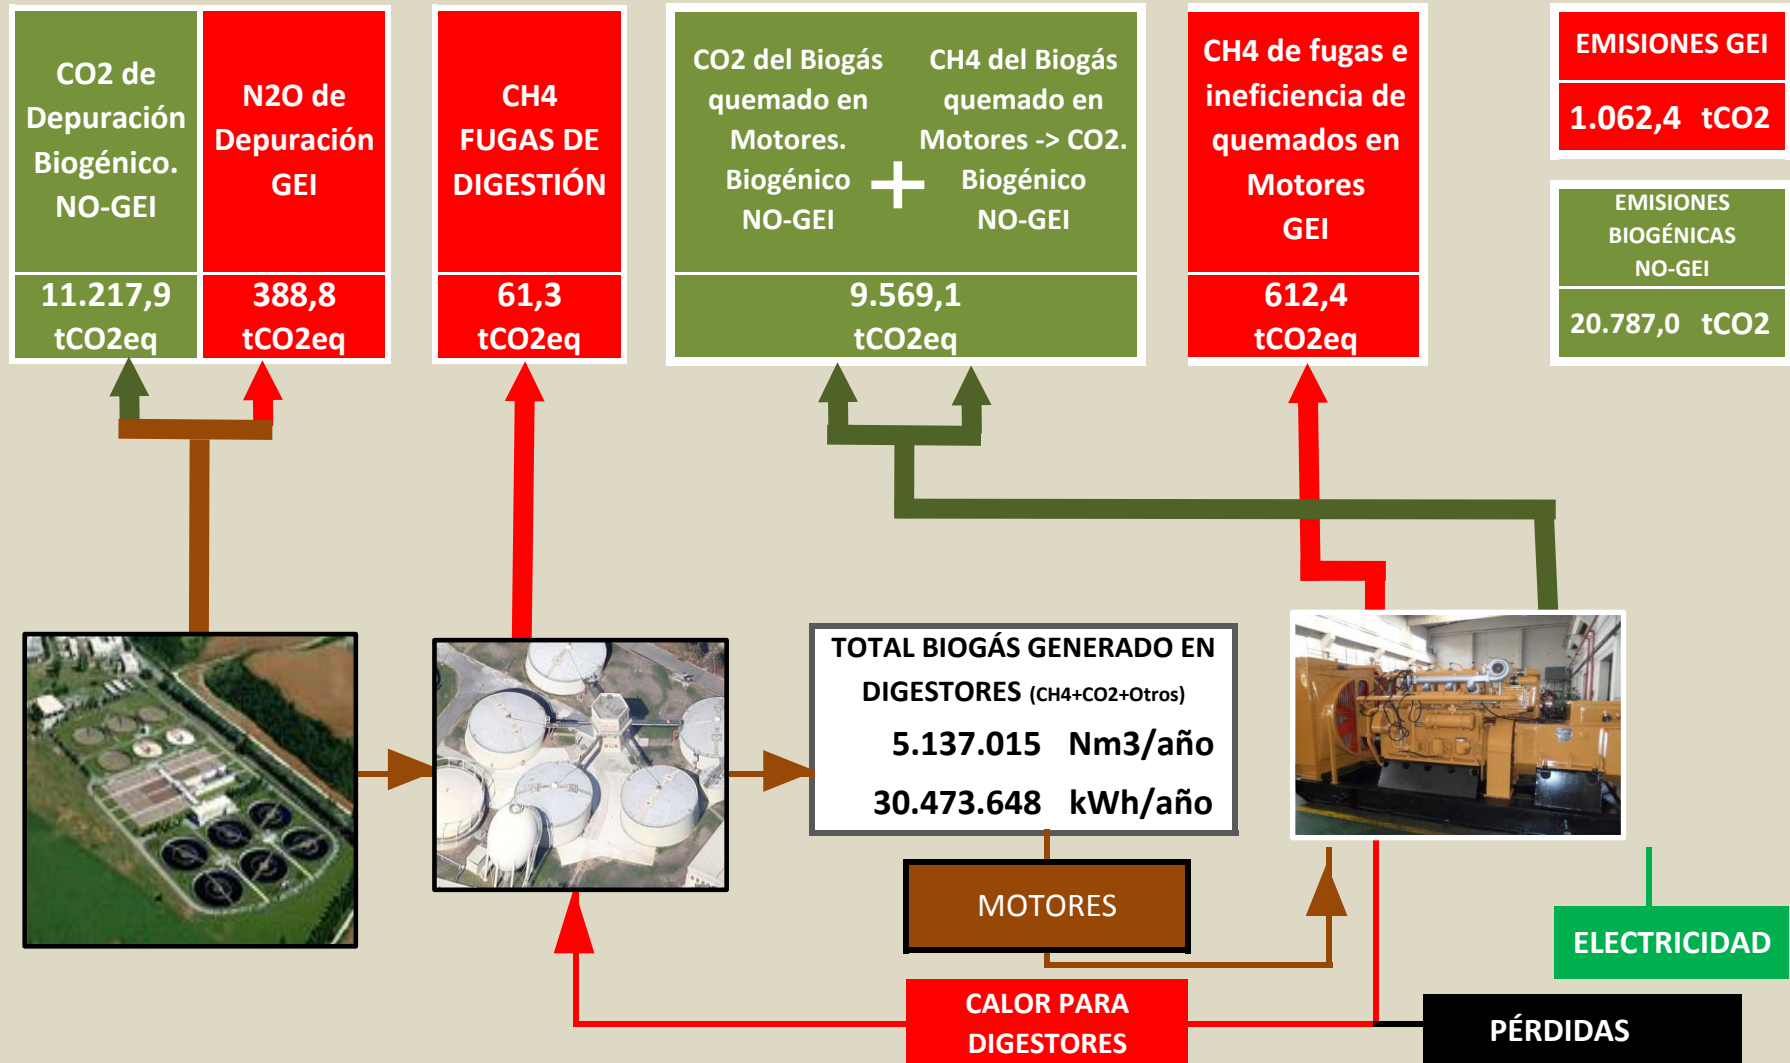 CO2 de
Depuración
Biogénico.
NO-GEI
11.217,9
tCO2eq
N2O de
Depuración
GEI
388,8
tCO2eq
CH4
FUGAS DE
DIGESTIÓN
61,3
tCO2eq
CO2 del Biogás
quemado en
Motores.
Biogénico
NO-GEI
+
CH4 del Biogás
quemado en
Motores -> CO2.
Biogénico
NO-GEI
9.569,1
tCO2eq
CH4 de fugas e
ineficiencia de
quemados en
Motores
GEI
612,4
tCO2eq
EMISIONES GEI
1.062,4 tCO2
EMISIONES
BIOGÉNICAS
NO-GEI
20.787,0 tCO2
TOTAL BIOGÁS GENERADO EN
DIGESTORES (CH4+CO2+Otros)
5.137.015 Nm3/año
30.473.648 kWh/año
MOTORES
ELECTRICIDAD
CALOR PARA
DIGESTORES
PÉRDIDAS